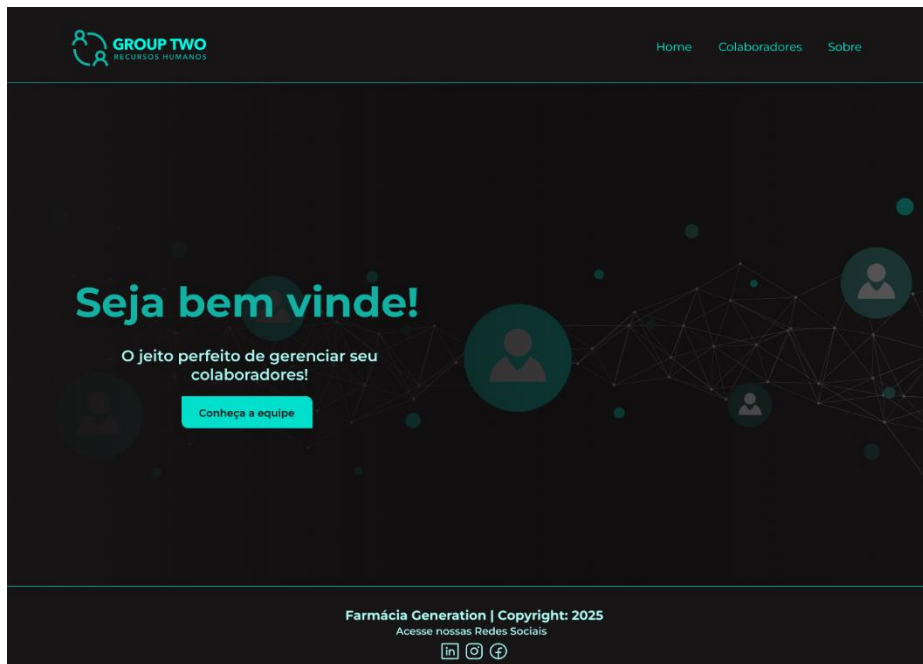 GROUP TWO
RECURSOS HUMANOS
Home Colaboradores Sobre
Seja bem vinde!
O jeito perfeito de gerenciar seu
colaboradores!
Conheça a equipe
Farmácia Generation | Copyright: 2025
Acesse nossas Redes Sociais
in